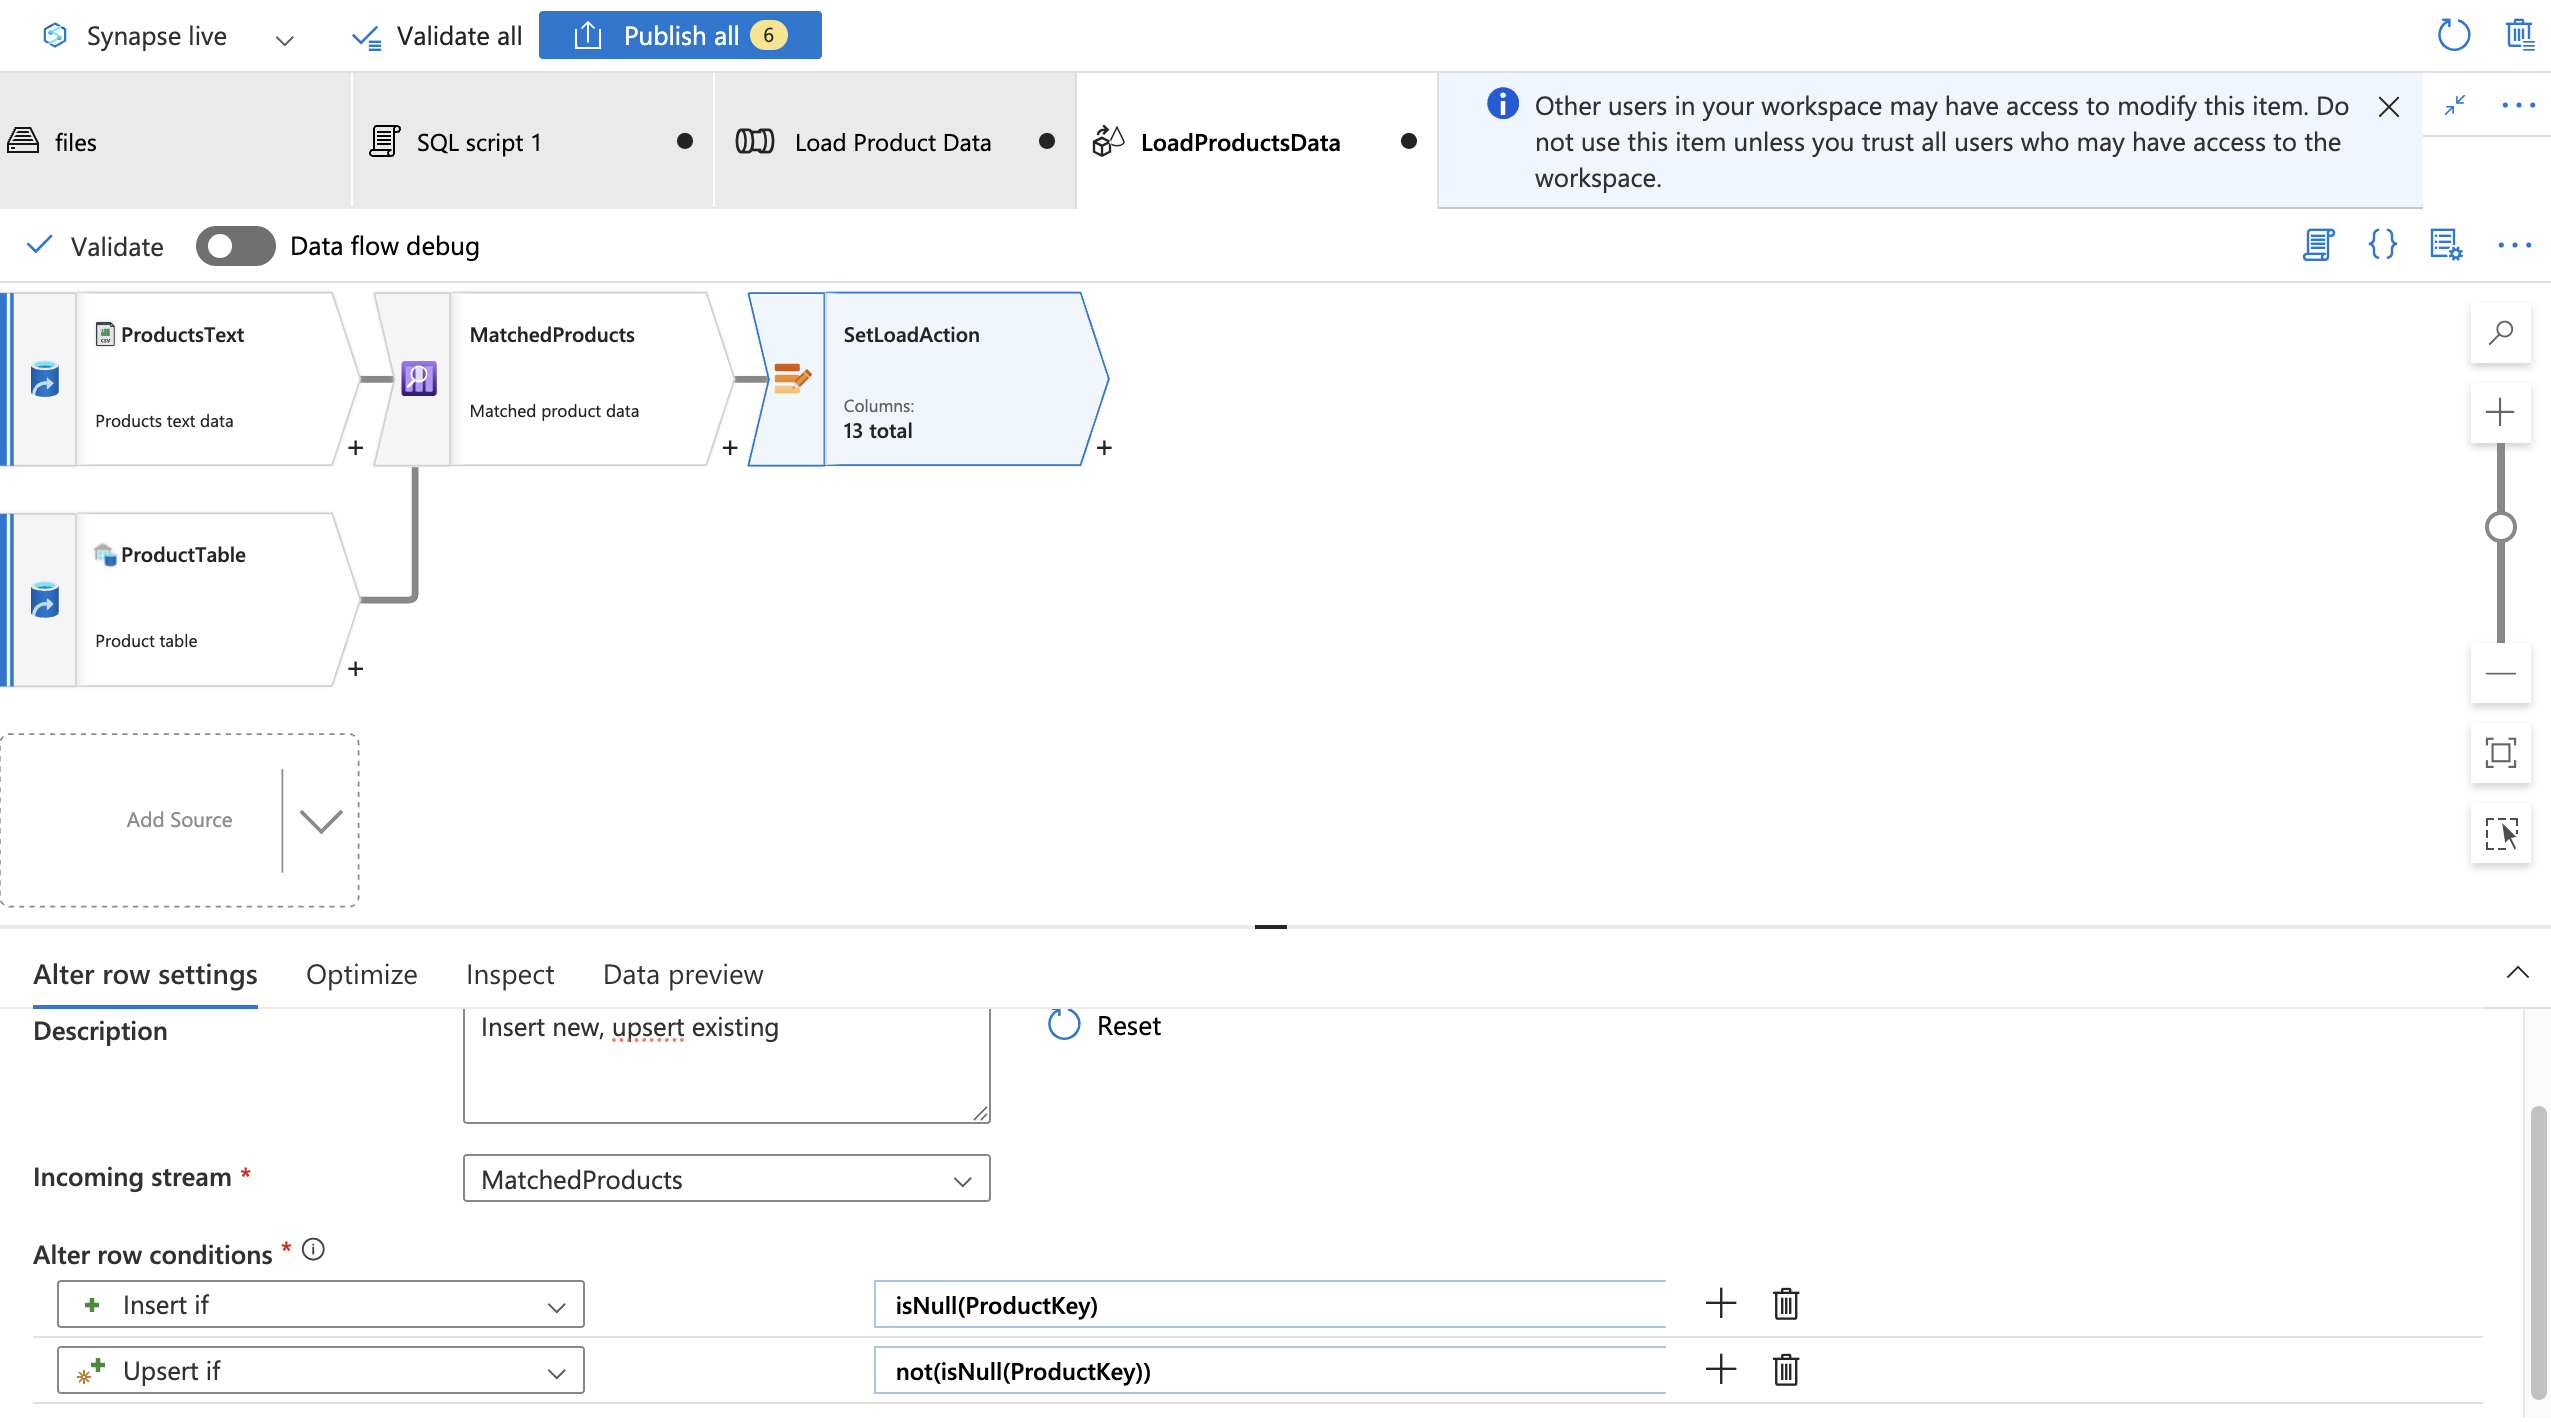 Synapse live
Validate all
Publish all 6
files
SQL script 1
Load Product Data
LoadProductsData
Other users in your workspace may have access to modify this item. Do
not use this item unless you trust all users who may have access to the
workspace.
Validate
Data flow debug
ProductsText
Products text data
+
MatchedProducts
Matched product data
+
SetLoadAction
Columns:
13 total
+
ProductTable
Product table
+
Add Source
Alter row settings
Optimize
Inspect
Data preview
Description
Insert new, upsert existing
Reset
Incoming stream *
MatchedProducts
Alter row conditions *
Insert if
isNull(ProductKey)
Upsert if
not(isNull(ProductKey))